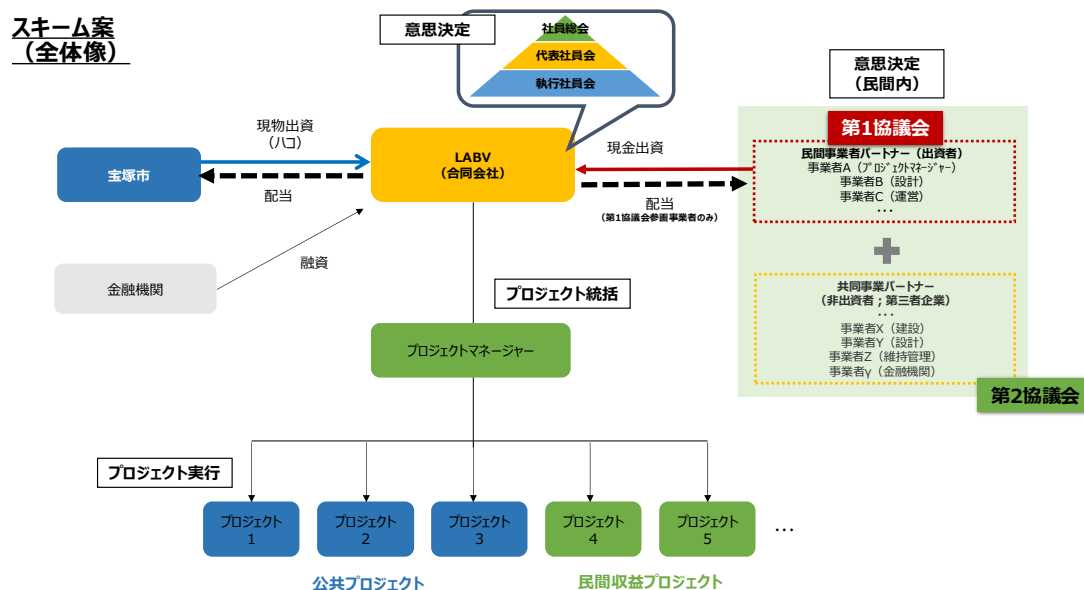 スキーム案
（全体像）
意思決定
社員総会
代表社員会
執行社員会
意思決定
（民間内）
第1協議会
民間事業者パートナー（出資者）
事業者A（プロジェクトマネージャー）
事業者B（設計）
事業者C（運営）
…
現物出資
（ハコ）
LABV
（合同会社）
現金出資
宝塚市
配当
配当
（第1協議会参画事業者のみ）
融資
金融機関
共同事業パートナー
（非出資者；第三者企業）
…
事業者X（建設）
事業者Y（設計）
事業者Z（維持管理）
事業者γ（金融機関）
第2協議会
プロジェクト統括
プロジェクトマネージャー
プロジェクト実行
プロジェクト
1
プロジェクト
2
プロジェクト
3
プロジェクト
4
プロジェクト
5
…
公共プロジェクト
民間収益プロジェクト